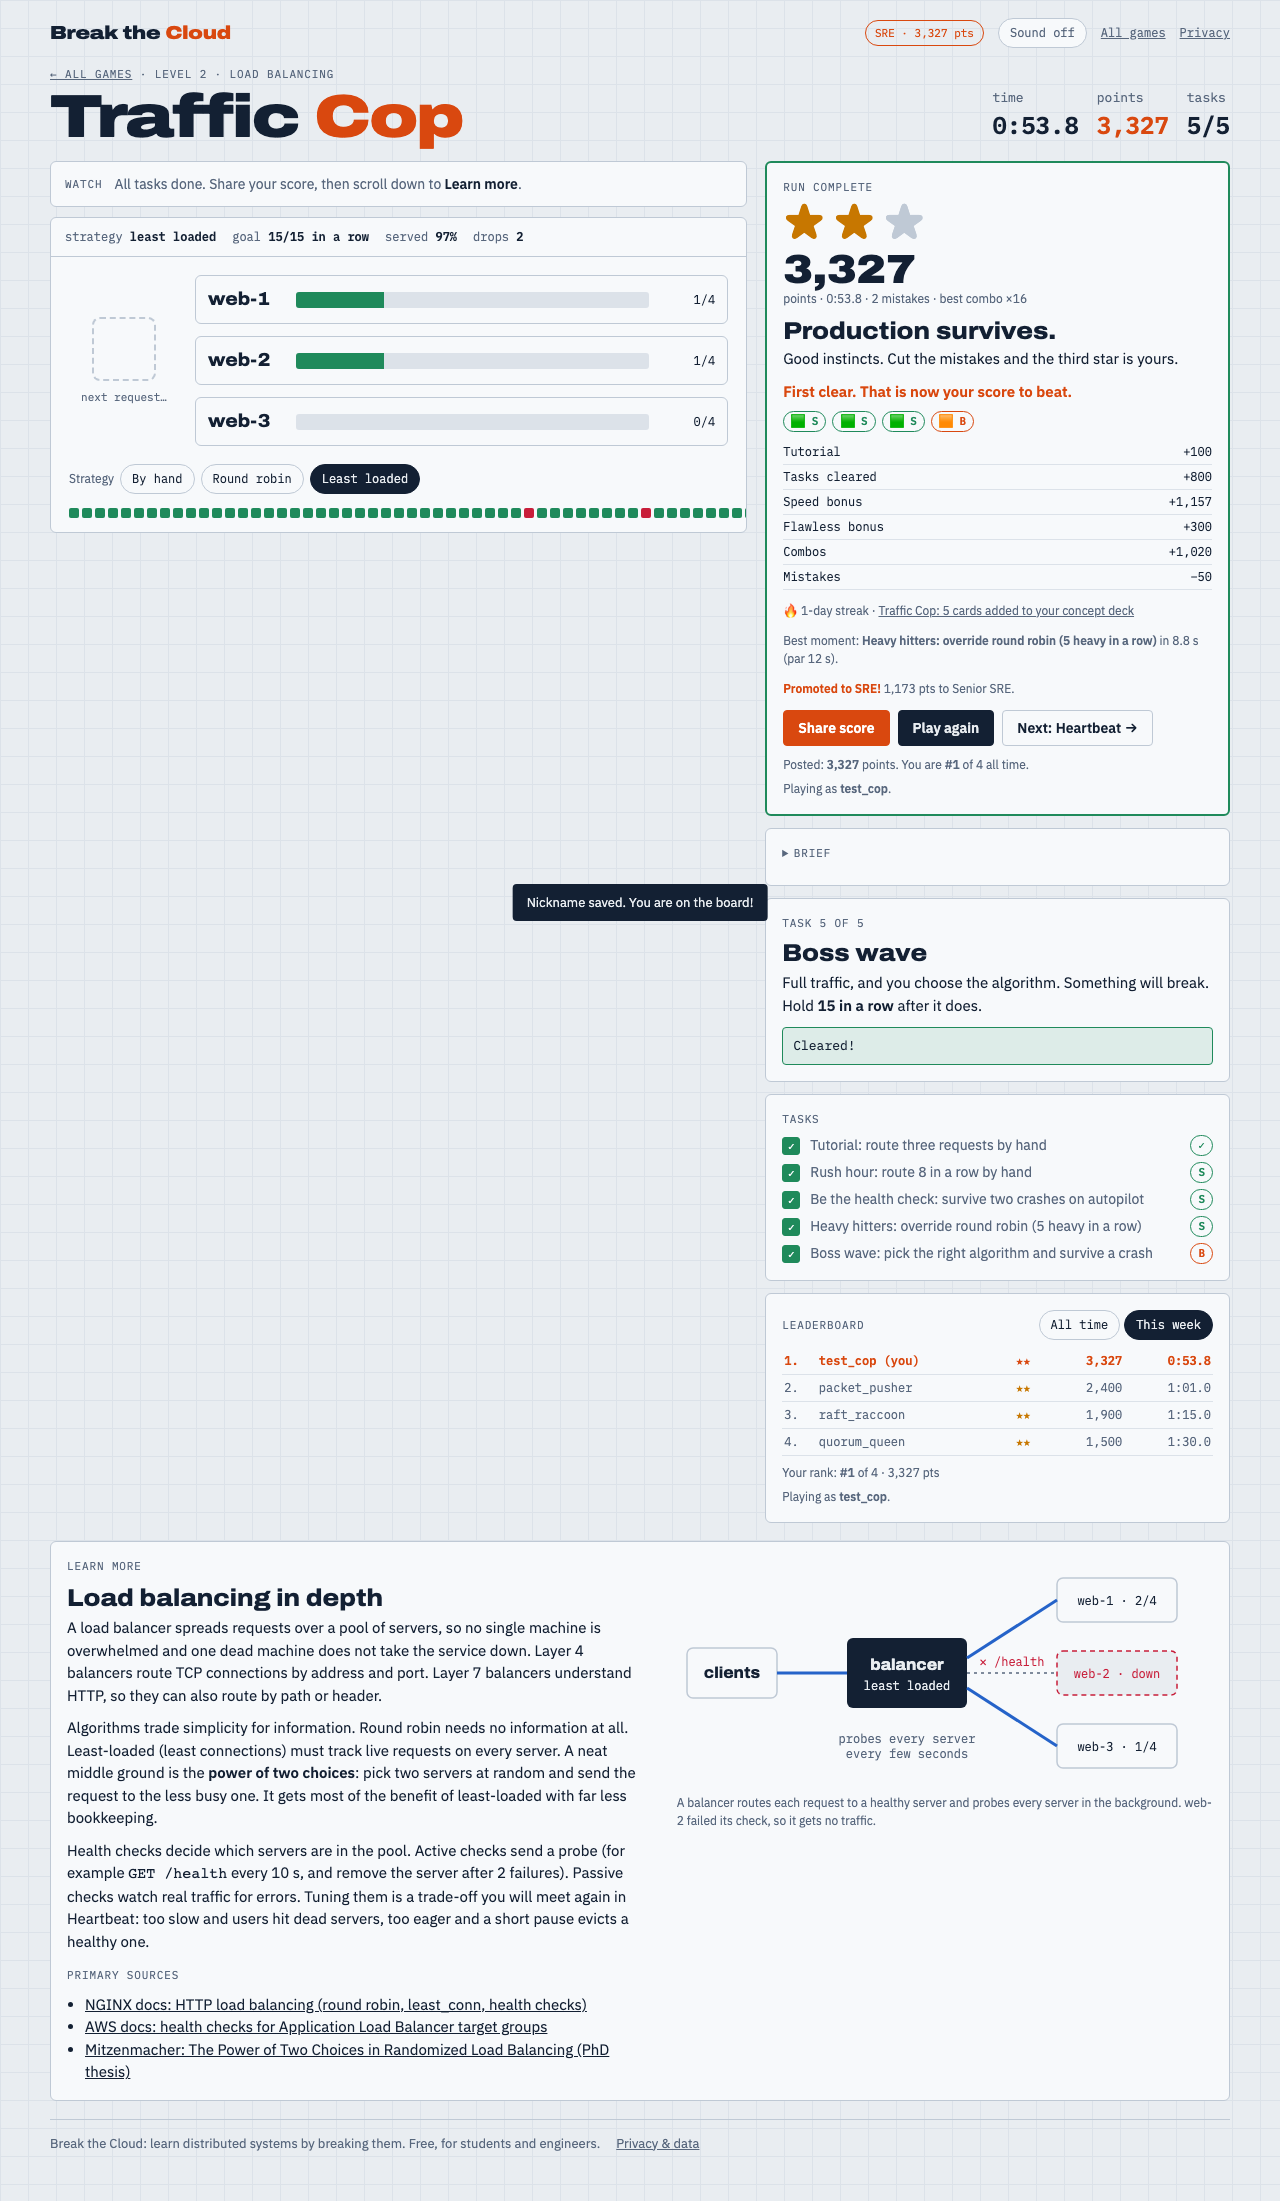 Break the Cloud
SRE · 3,327 pts
Sound off
All games
Privacy
← ALL GAMES · LEVEL 2 · LOAD BALANCING
Traffic Cop
time
0:53.8
points
3,327
tasks
5/5
WATCH All tasks done. Share your score, then scroll down to Learn more.
strategy least loaded goal 15/15 in a row served 97% drops 2
next request…
web-1 1/4
web-2 1/4
web-3 0/4
Strategy By hand Round robin Least loaded
RUN COMPLETE
3,327
points · 0:53.8 · 2 mistakes · best combo ×16
Production survives.
Good instincts. Cut the mistakes and the third star is yours.
First clear. That is now your score to beat.
🟩 S 🟩 S 🟩 S 🟧 B
Tutorial +100
Tasks cleared +800
Speed bonus +1,157
Flawless bonus +300
Combos +1,020
Mistakes −50
🔥 1-day streak · Traffic Cop: 5 cards added to your concept deck
Best moment: Heavy hitters: override round robin (5 heavy in a row) in 8.8 s
(par 12 s).
Promoted to SRE! 1,173 pts to Senior SRE.
Share score
Play again
Next: Heartbeat →
Posted: 3,327 points. You are #1 of 4 all time.
Playing as test_cop.
▶ BRIEF
Nickname saved. You are on the board!
TASK 5 OF 5
Boss wave
Full traffic, and you choose the algorithm. Something will break.
Hold 15 in a row after it does.
Cleared!
TASKS
✓ Tutorial: route three requests by hand ✓
✓ Rush hour: route 8 in a row by hand S
✓ Be the health check: survive two crashes on autopilot S
✓ Heavy hitters: override round robin (5 heavy in a row) S
✓ Boss wave: pick the right algorithm and survive a crash B
LEADERBOARD All time This week
1. test_cop (you) ★★ 3,327 0:53.8
2. packet_pusher ★★ 2,400 1:01.0
3. raft_raccoon ★★ 1,900 1:15.0
4. quorum_queen ★★ 1,500 1:30.0
Your rank: #1 of 4 · 3,327 pts
Playing as test_cop.
LEARN MORE
Load balancing in depth
A load balancer spreads requests over a pool of servers, so no single machine is
overwhelmed and one dead machine does not take the service down. Layer 4
balancers route TCP connections by address and port. Layer 7 balancers understand
HTTP, so they can also route by path or header.
Algorithms trade simplicity for information. Round robin needs no information at all.
Least-loaded (least connections) must track live requests on every server. A neat
middle ground is the power of two choices: pick two servers at random and send the
request to the less busy one. It gets most of the benefit of least-loaded with far less
bookkeeping.
Health checks decide which servers are in the pool. Active checks send a probe (for
example GET /health every 10 s, and remove the server after 2 failures). Passive
checks watch real traffic for errors. Tuning them is a trade-off you will meet again in
Heartbeat: too slow and users hit dead servers, too eager and a short pause evicts a
healthy one.
PRIMARY SOURCES
• NGINX docs: HTTP load balancing (round robin, least_conn, health checks)
• AWS docs: health checks for Application Load Balancer target groups
• Mitzenmacher: The Power of Two Choices in Randomized Load Balancing (PhD
thesis)
clients
balancer
least loaded
× /health
web-1 · 2/4
web-2 · down
web-3 · 1/4
probes every server
every few seconds
A balancer routes each request to a healthy server and probes every server in the background. web-
2 failed its check, so it gets no traffic.
Break the Cloud: learn distributed systems by breaking them. Free, for students and engineers.
Privacy & data